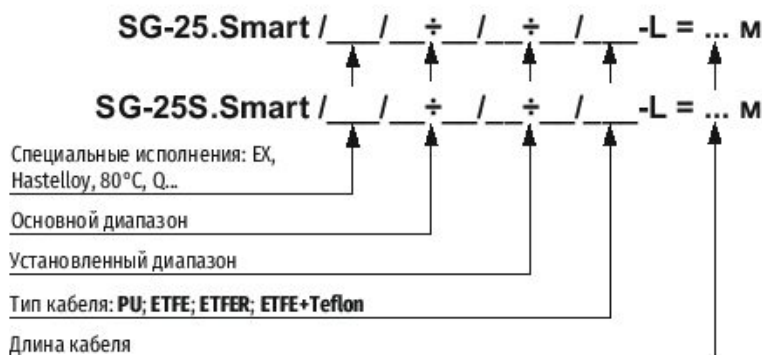 SG-25.Smart /___/__÷__/__÷__/___-L = ... м
SG-25S.Smart /___/__÷__/__÷__/___-L = ... м
Специальные исполнения: EX,
Hastelloy, 80°C, Q...
Основной диапазон
Установленный диапазон
Тип кабеля: PU; ETFE; ETFER; ETFE+Teflon
Длина кабеля